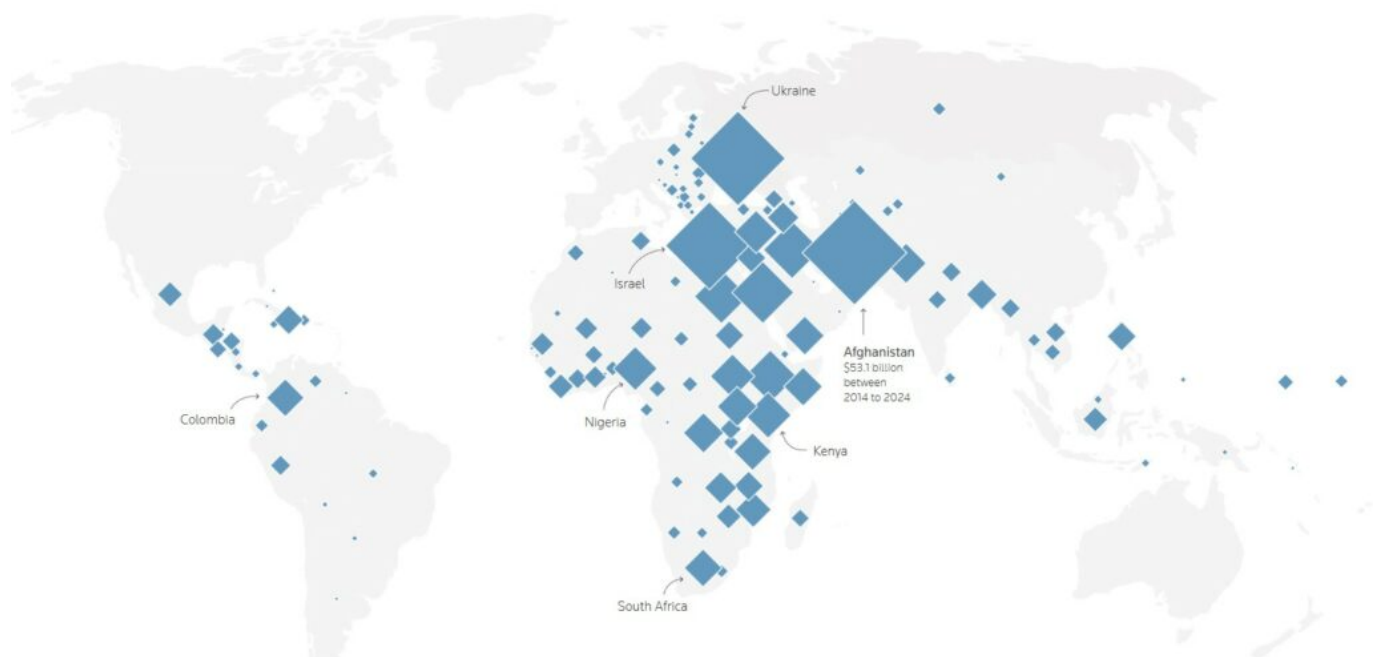 Ukraine
Israel
Afghanistan
$53.1 billion
between
2014 to 2024
Colombia
Nigeria
Kenya
South Africa